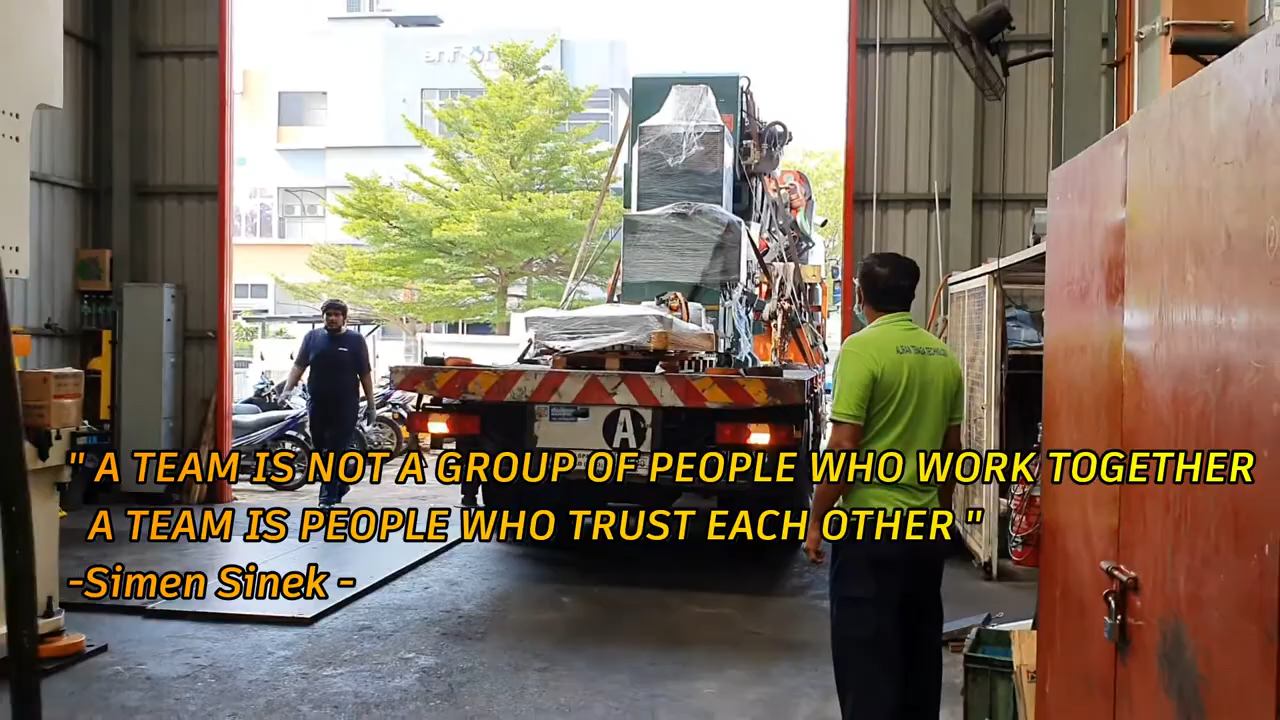 " A TEAM IS NOT A GROUP OF PEOPLE WHO WORK TOGETHER
A TEAM IS PEOPLE WHO TRUST EACH OTHER "
-Simen Sinek -
A